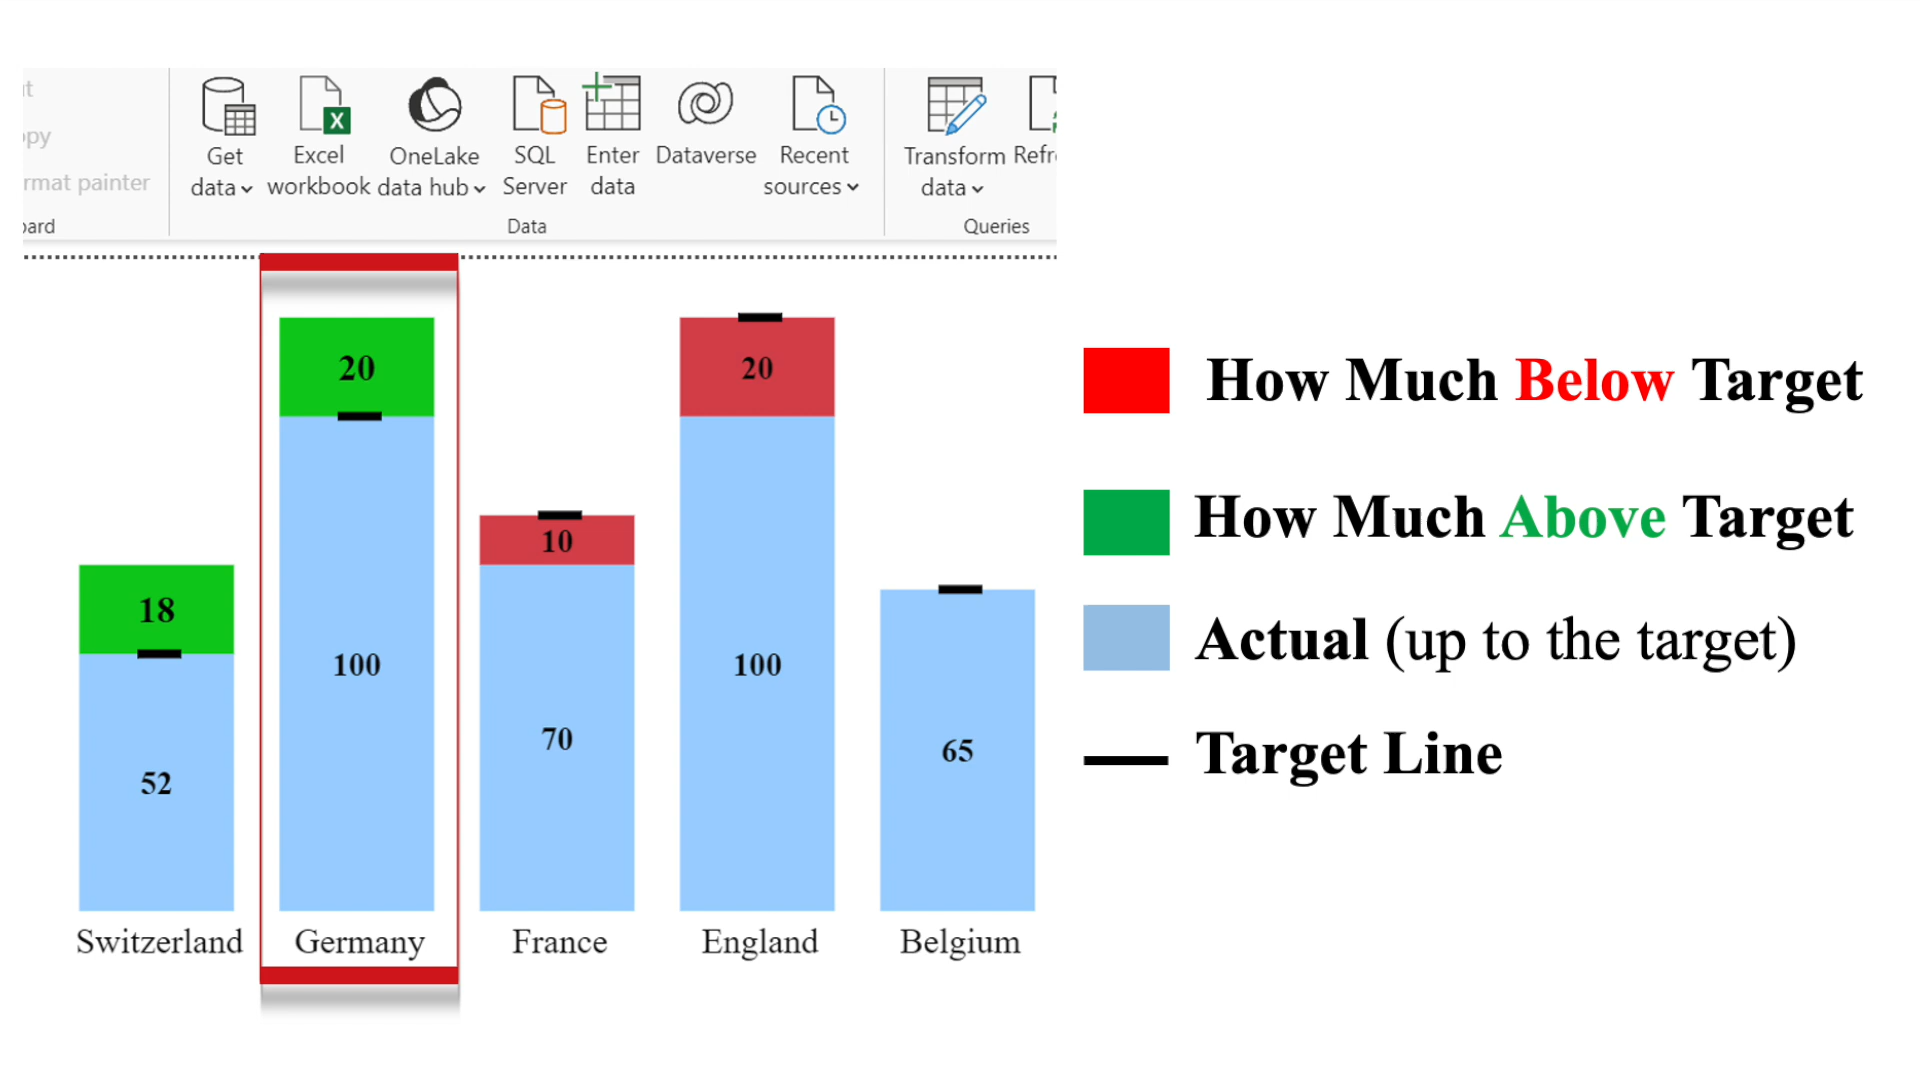 Get data
Excel workbook
OneLake data hub
SQL Server
Enter data
Dataverse
Recent sources
Transform data
rmat painter
Data
Queries
20
20
18
10
100
100
70
65
52
Switzerland
Germany
France
England
Belgium
How Much Below Target
How Much Above Target
Actual (up to the target)
Target Line